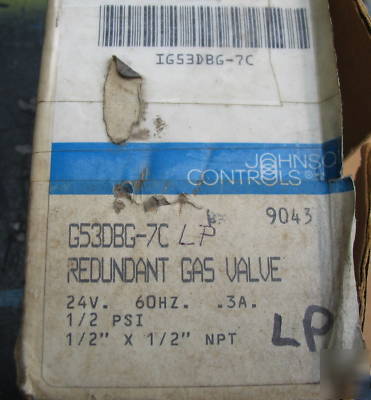 IG53DBG-7C
JOHNSO
CONTROLS®
9043
G53DBG-7C LP
REDUNDANT GAS VALVE
24V. 60HZ. .3A.
1/2 PSI
1/2" X 1/2" NPT
LP